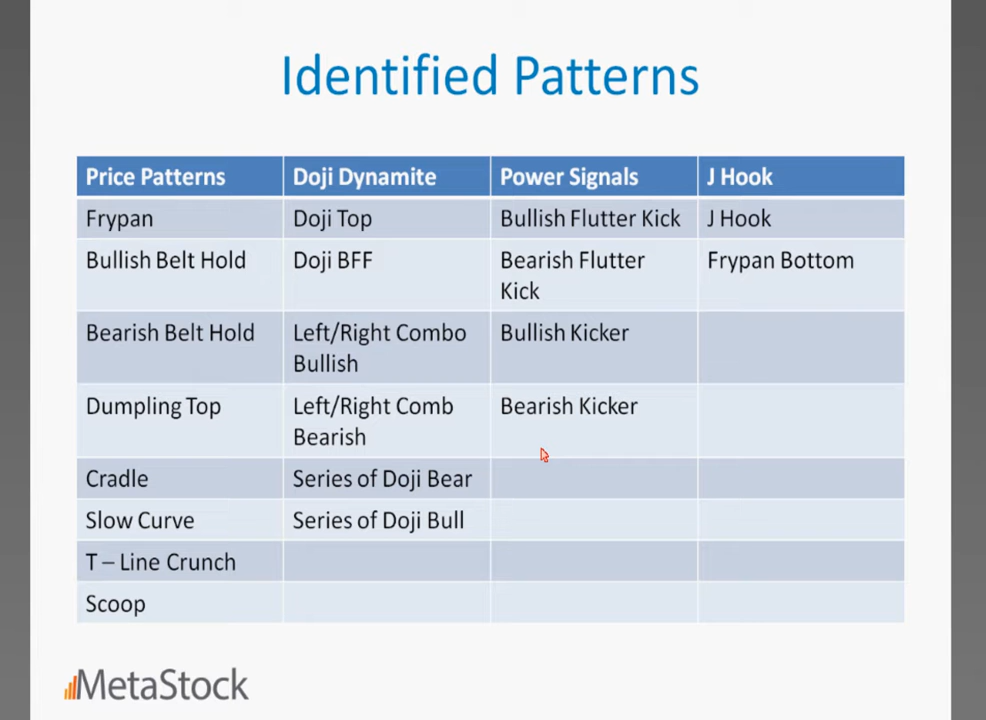 Identified Patterns
Price Patterns Doji Dynamite Power Signals J Hook
Frypan Doji Top Bullish Flutter Kick J Hook
Bullish Belt Hold Doji BFF Bearish Flutter Frypan Bottom
Kick
Bearish Belt Hold Left/Right Combo Bullish Kicker
Bullish
Dumpling Top Left/Right Comb Bearish Kicker
Bearish
Cradle Series of Doji Bear
Slow Curve Series of Doji Bull
T – Line Crunch
Scoop
MetaStock